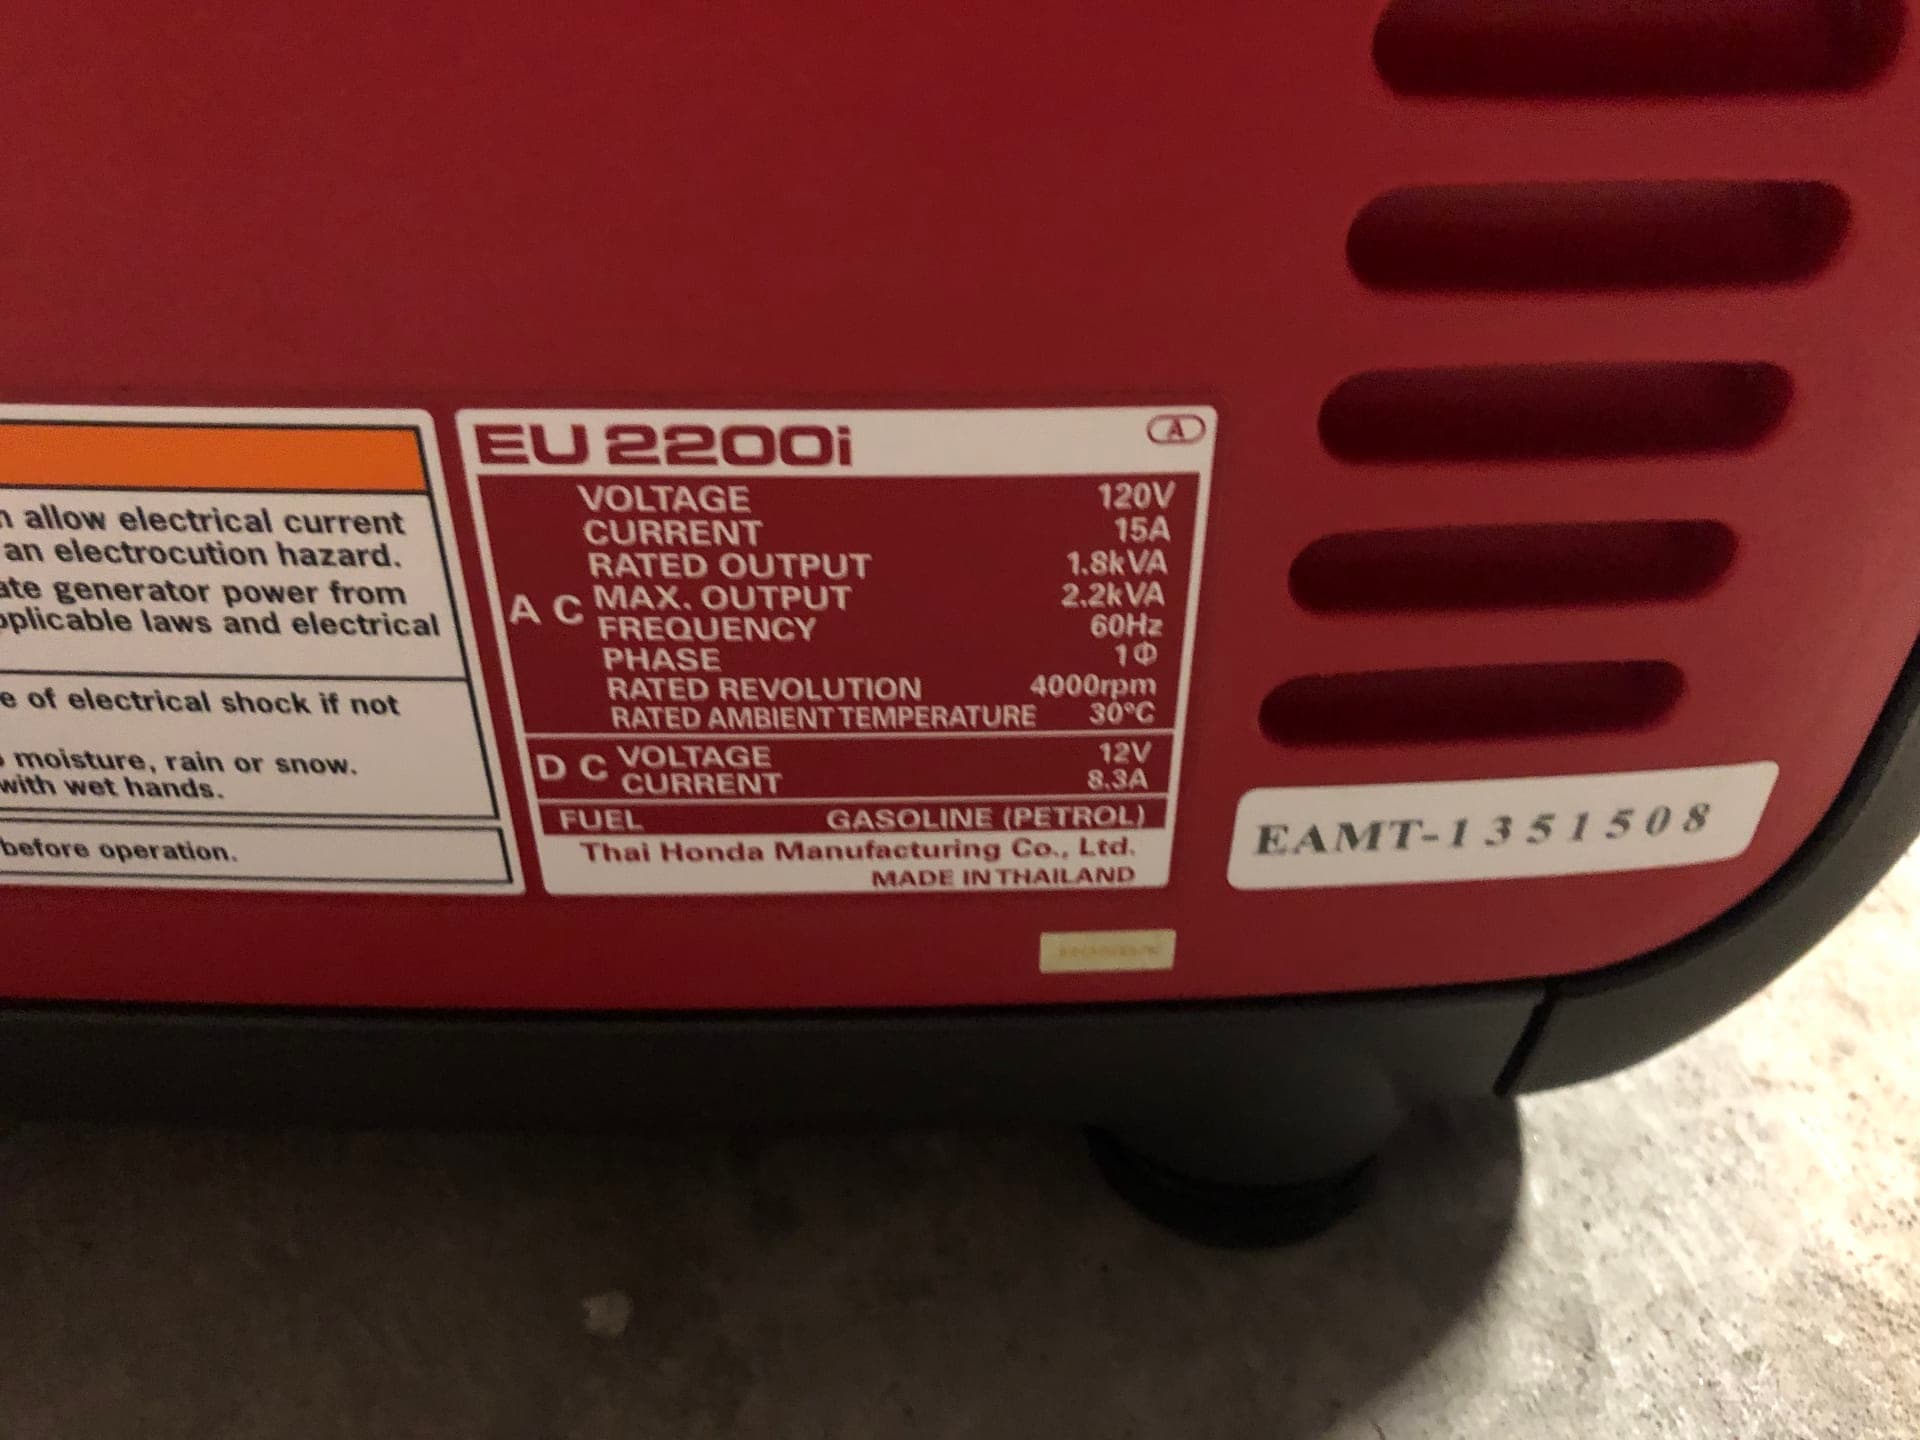 n allow electrical current
an electrocution hazard.
ate generator power from
pplicable laws and electrical
e of electrical shock if not
moisture, rain or snow.
with wet hands.
before operation.
EU2200i A
AC
VOLTAGE 120V
CURRENT 15A
RATED OUTPUT 1.8kVA
MAX. OUTPUT 2.2kVA
FREQUENCY 60Hz
PHASE 1Φ
RATED REVOLUTION 4000rpm
RATED AMBIENT TEMPERATURE 30°C
DC
VOLTAGE 12V
CURRENT 8.3A
FUEL GASOLINE (PETROL)
Thai Honda Manufacturing Co., Ltd.
MADE IN THAILAND
EAMT-1351508